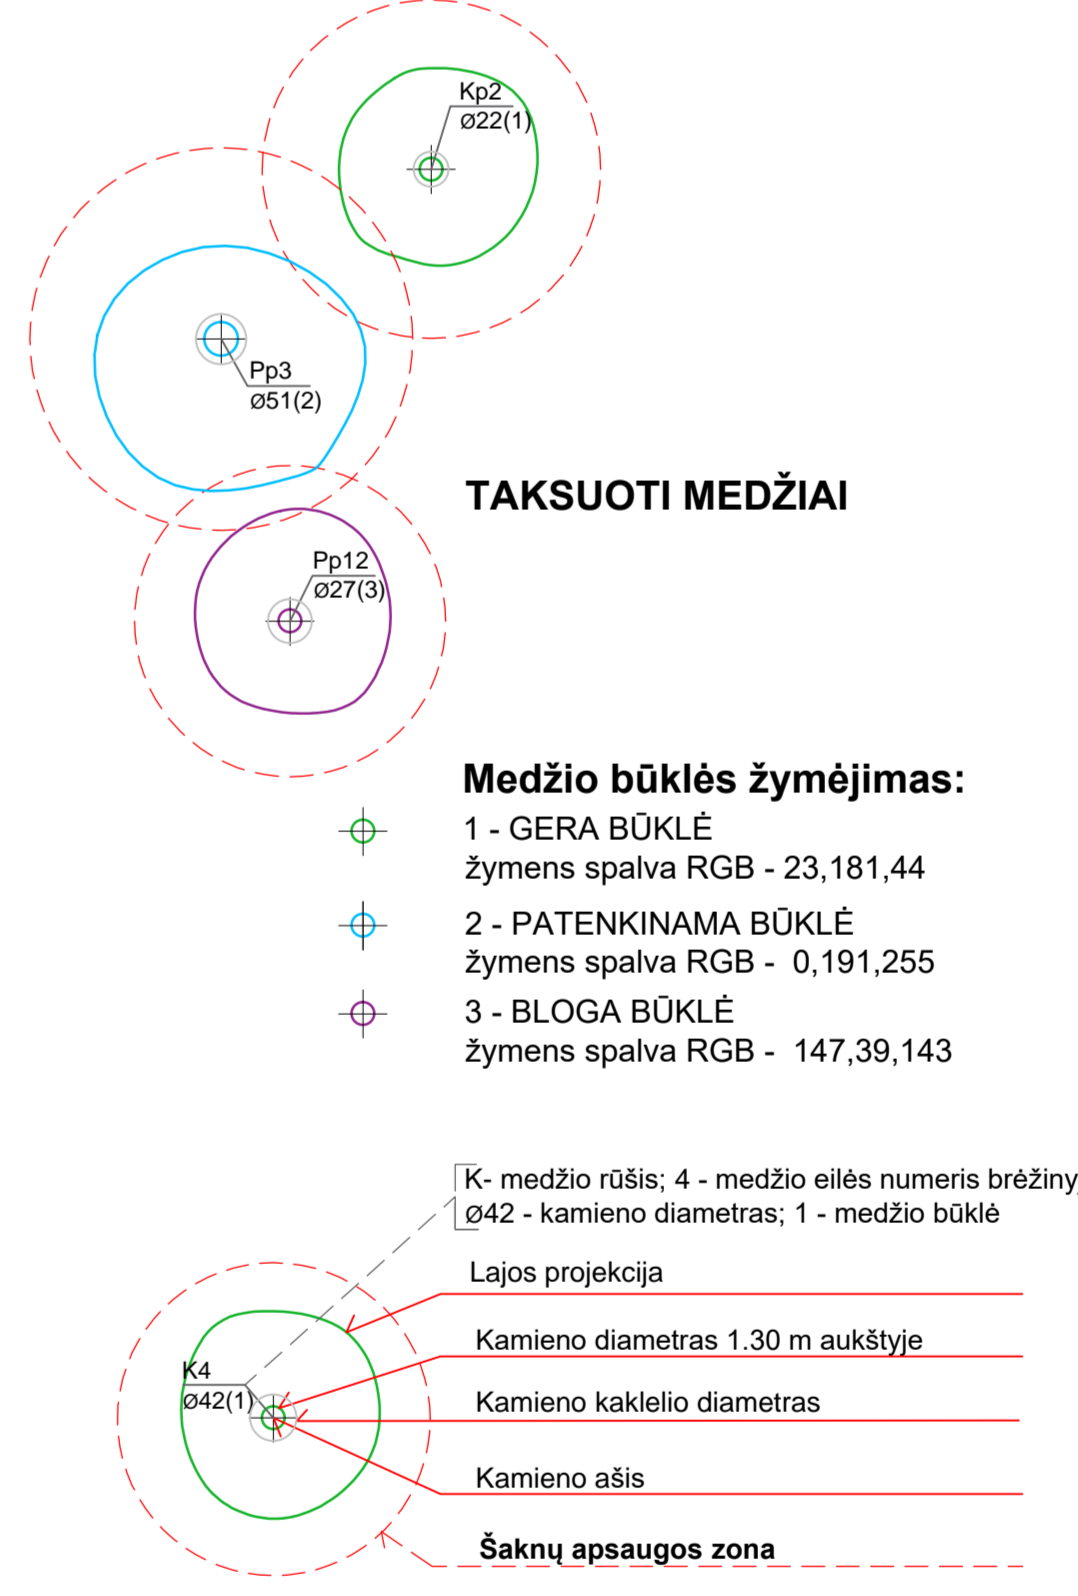 Kp2
Ø22(1)
Pp3
Ø51(2)
TAKSUOTI MEDŽIAI
Pp12
Ø27(3)
Medžio būklės žymėjimas:
1 - GERA BŪKLĖ
žymens spalva RGB - 23,181,44
2 - PATENKINAMA BŪKLĖ
žymens spalva RGB - 0,191,255
3 - BLOGA BŪKLĖ
žymens spalva RGB - 147,39,143
K- medžio rūšis; 4 - medžio eilės numeris brėžiny
Ø42 - kamieno diametras; 1 - medžio būklė
Lajos projekcija
Kamieno diametras 1.30 m aukštyje
K4
Ø42(1)
Kamieno kaklelio diametras
Kamieno ašis
Šaknų apsaugos zona